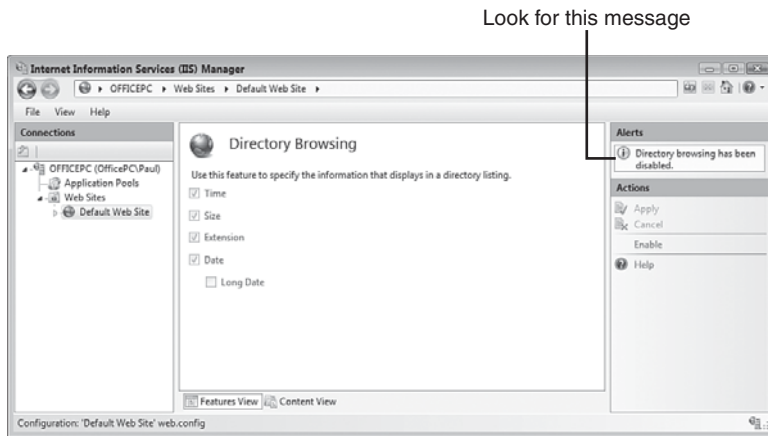 Look for this message
Internet Information Services (IIS) Manager
OFFICEPC Web Sites Default Web Site
File View Help
Connections
OFFICEPC (OfficePC\Paul)
Application Pools
Web Sites
Default Web Site
Directory Browsing
Use this feature to specify the information that displays in a directory listing.
Time
Size
Extension
Date
Long Date
Features View Content View
Alerts
Directory browsing has been
disabled.
Actions
Apply
Cancel
Enable
Help
Configuration: 'Default Web Site' web.config